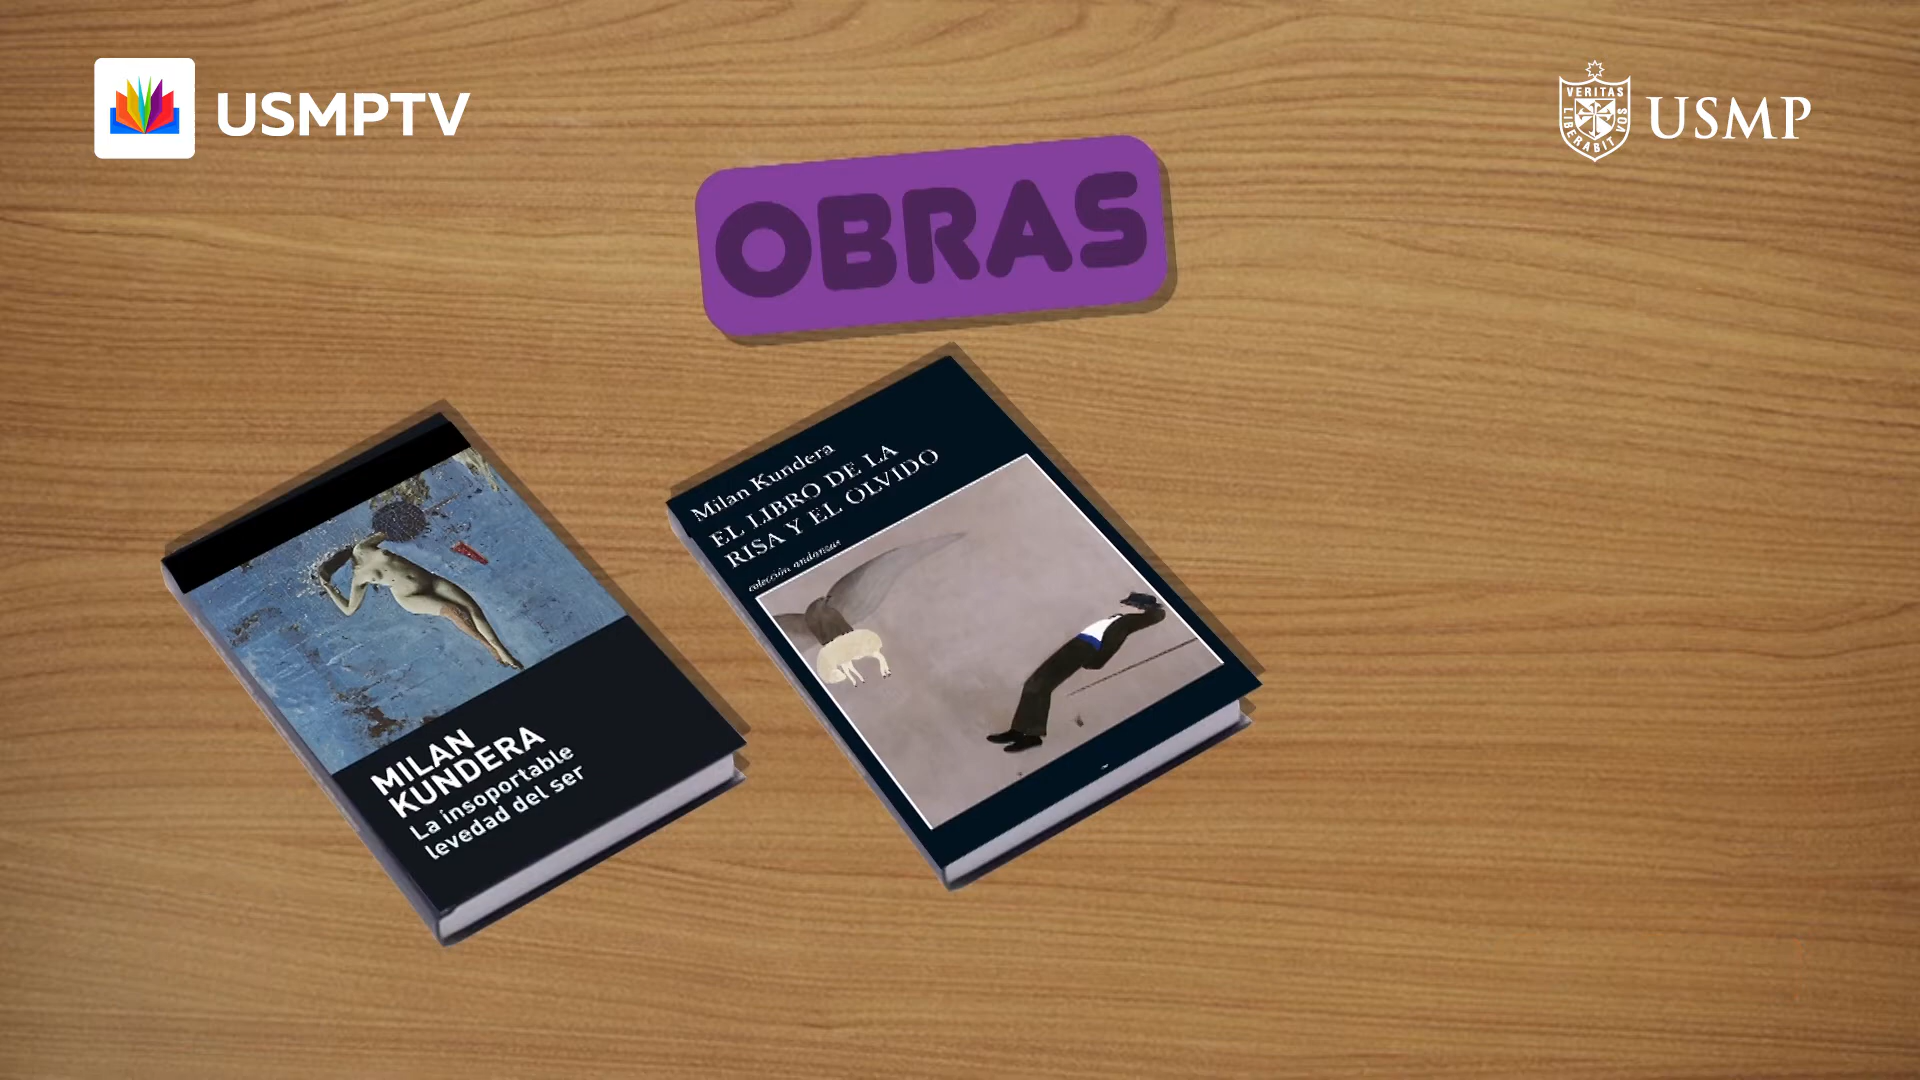 USMPTV
VERITAS
LIBERABIT VOS
USMP
OBRAS
Milan Kundera
EL LIBRO DE LA
RISA Y EL OLVIDO
colección andanzas
MILAN
KUNDERA
La insoportable
levedad del ser